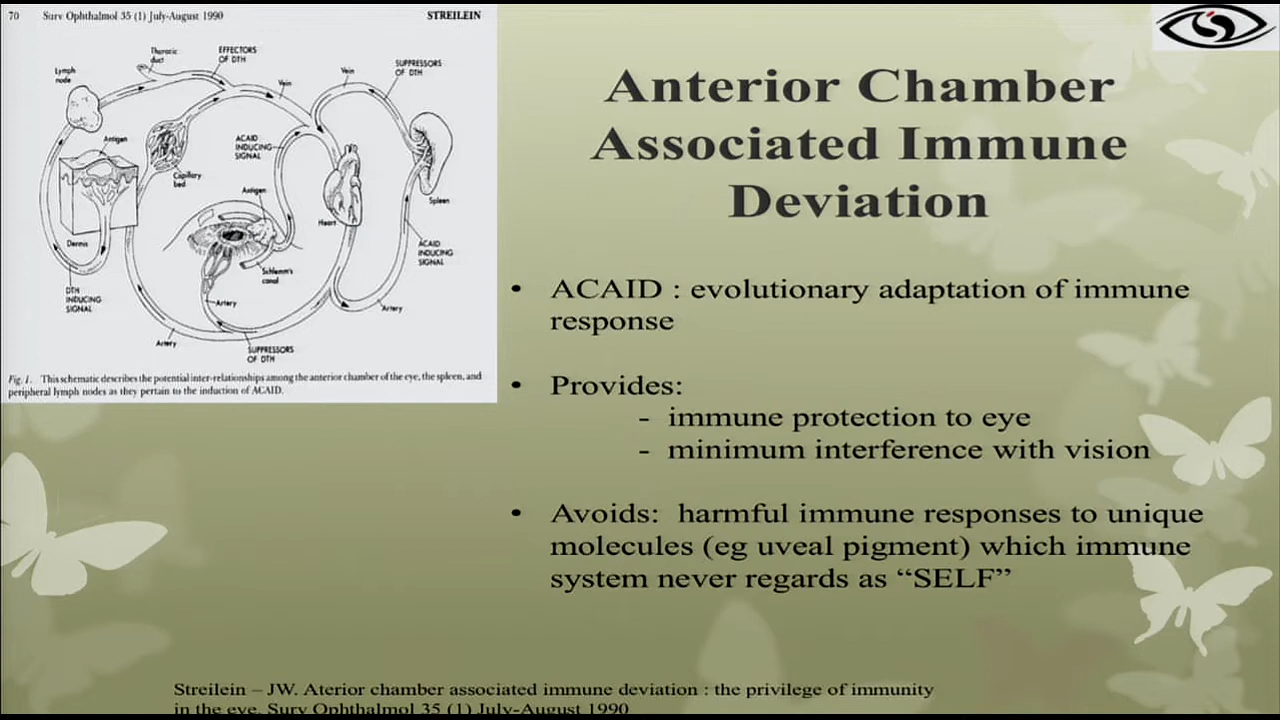 70 Surv Ophthalmol 35 (1) July-August 1990 STREILEIN
Lymph
node
Thoracic
duct
EFFECTORS
OF DTH
Vein
Vein
SUPPRESSORS
OF DTH
Antigen
ACAID
INDUCING
SIGNAL
Capillary
bed
Antigen
Heart
Spleen
Dermis
Schlemm's
canal
ACAID
INDUCING
SIGNAL
DTH
INDUCING
SIGNAL
Artery
Artery
Artery
SUPPRESSORS
OF DTH
Fig. 1. This schematic describes the potential inter-relationships among the anterior chamber of the eye, the spleen, and
peripheral lymph nodes as they pertain to the induction of ACAID.
Anterior Chamber
Associated Immune
Deviation
• ACAID : evolutionary adaptation of immune
response
• Provides:
- immune protection to eye
- minimum interference with vision
• Avoids: harmful immune responses to unique
molecules (eg uveal pigment) which immune
system never regards as “SELF”
Streilein – JW. Aterior chamber associated immune deviation : the privilege of immunity
in the eye. Surv Ophthalmol 35 (1) July-August 1990